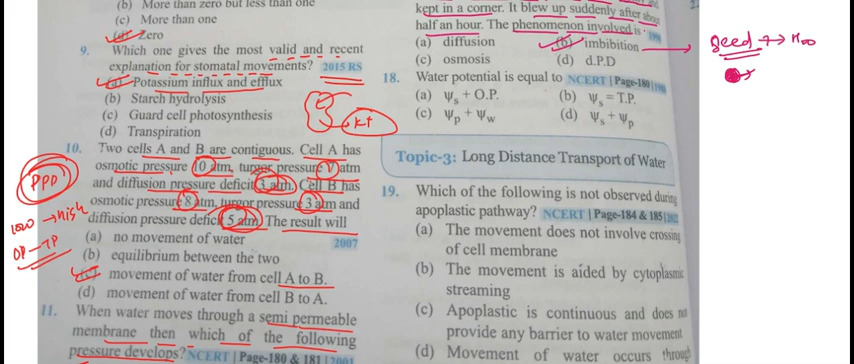 (b) More than zero but less than one
(c) More than one
(d) Zero
9. Which one gives the most valid and recent
explanation for stomatal movements? 2015 RS
(a) Potassium influx and efflux
(b) Starch hydrolysis
(c) Guard cell photosynthesis
(d) Transpiration
K+
10. Two cells A and B are contiguous. Cell A has
osmotic pressure 10 atm, turgor pressure atm
and diffusion pressure deficit 3 atm. Cell B has
osmotic pressure 8 atm, turgor pressure 3 atm and
diffusion pressure deficit 5 atm. The result will
(a) no movement of water 2007
(b) equilibrium between the two
(c) movement of water from cell A to B.
(d) movement of water from cell B to A.
low → high
OP - TP
11. When water moves through a semi permeable
membrane then which of the following
pressure develops? NCERT | Page-180 & 181 | 2001
kept in a corner. It blew up suddenly after about
half an hour. The phenomenon involved is
(a) diffusion (b) imbibition
(c) osmosis (d) d.P.D
Seed →
18. Water potential is equal to NCERT | Page-180
(a) Ψs + O.P. (b) Ψs = T.P.
(c) Ψp + Ψw (d) Ψs + Ψp
Topic-3: Long Distance Transport of Water
19. Which of the following is not observed during
apoplastic pathway? NCERT | Page-184 & 185
(a) The movement does not involve crossing
of cell membrane
(b) The movement is aided by cytoplasmic
streaming
(c) Apoplastic is continuous and does not
provide any barrier to water movement
(d) Movement of water occurs through